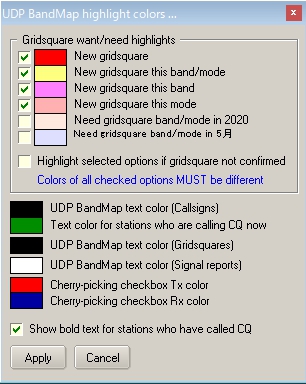 UDP BandMap highlight colors ...
Gridsquare want/need highlights
New gridsquare
New gridsquare this band/mode
New gridsquare this band
New gridsquare this mode
Need gridsquare band/mode in 2020
Need gridsquare band/mode in 5月
Highlight selected options if gridsquare not confirmed
Colors of all checked options MUST be different
UDP BandMap text color (Callsigns)
Text color for stations who are calling CQ now
UDP BandMap text color (Gridsquares)
UDP BandMap text color (Signal reports)
Cherry-picking checkbox Tx color
Cherry-picking checkbox Rx color
Show bold text for stations who have called CQ
Apply Cancel